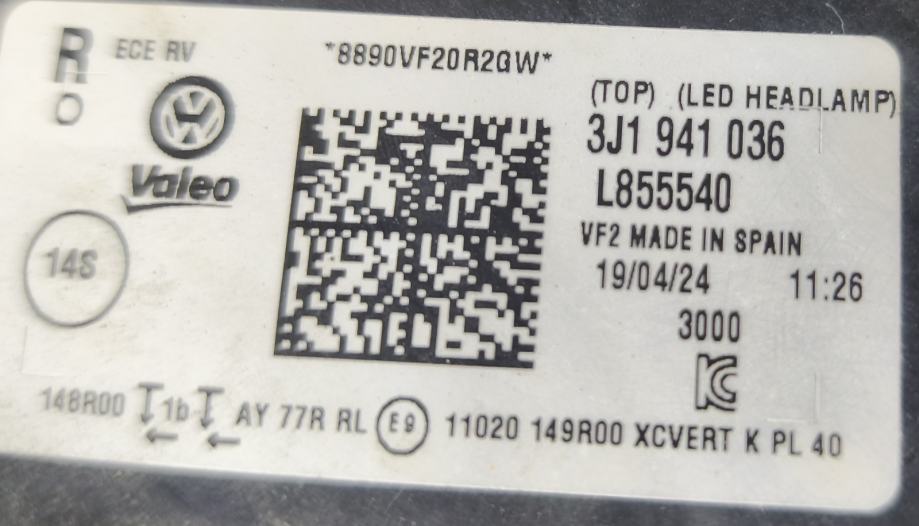 R ECE RV
O
*8890VF20R2GW*
Valeo
14S
(TOP) (LED HEADLAMP)
3J1 941 036
L855540
VF2 MADE IN SPAIN
19/04/24 11:26
3000
148R00 1b AY 77R RL E9 11020 149R00 XCVERT K PL 40